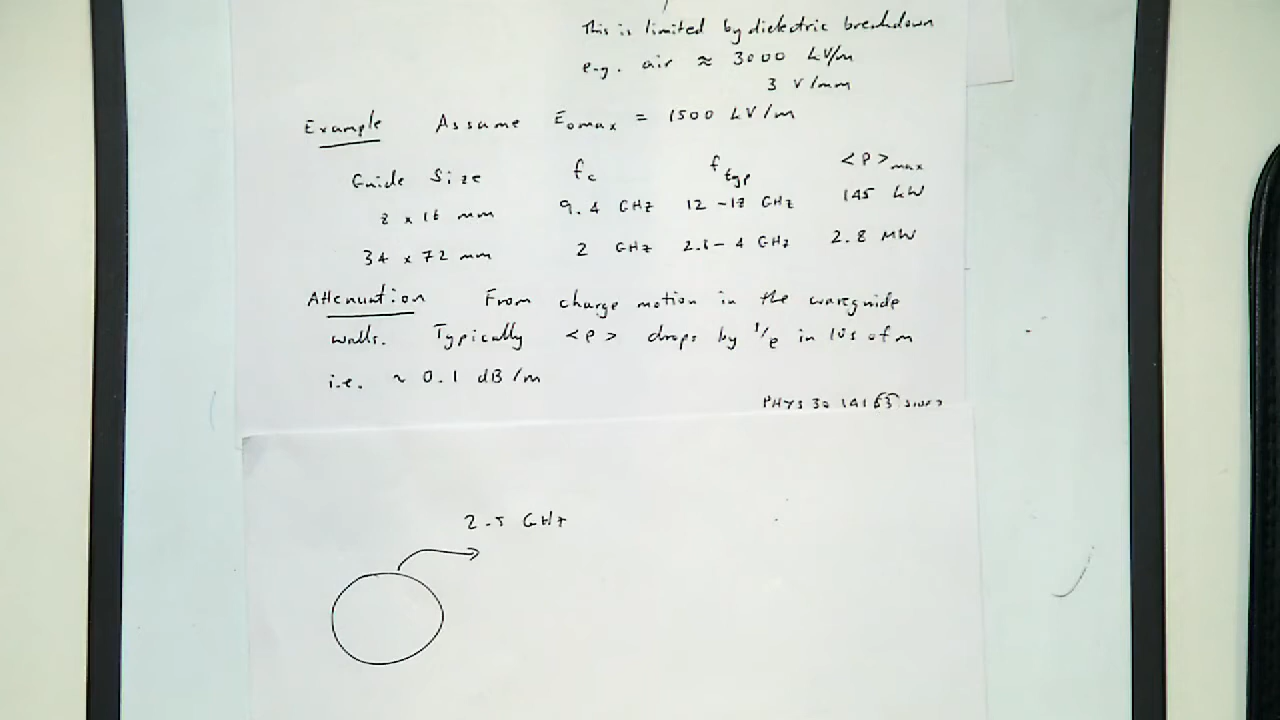 This is limited by dielectric breakdown
e.g. air ≈ 3000 kV/m
3 V/mm
Example Assume E0max = 1500 kV/m
Guide Size fc ftyp <P>max
8 x 16 mm 9.4 GHz 12 - 18 GHz 145 kW
34 x 72 mm 2 GHz 2.6 - 4 GHz 2.8 MW
Attenuation From charge motion in the waveguide
walls. Typically <P> drops by 1/e in 10s of m
i.e. ~ 0.1 dB/m
2-5 GHz